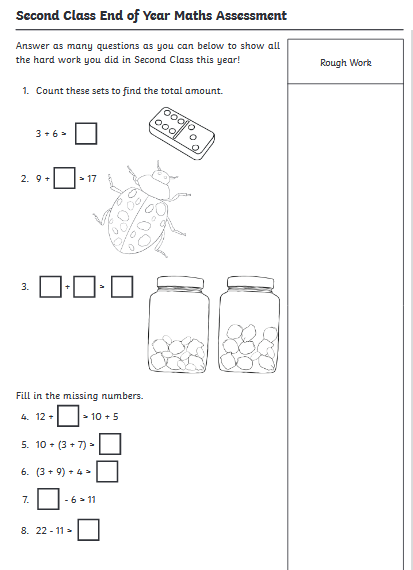 Second Class End of Year Maths Assessment
Answer as many questions as you can below to show all
the hard work you did in Second Class this year!
Rough Work
1. Count these sets to find the total amount.
3 + 6 =
2. 9 + = 17
3. + =
Fill in the missing numbers.
4. 12 + = 10 + 5
5. 10 + (3 + 7) =
6. (3 + 9) + 4 =
7. - 6 = 11
8. 22 - 11 =